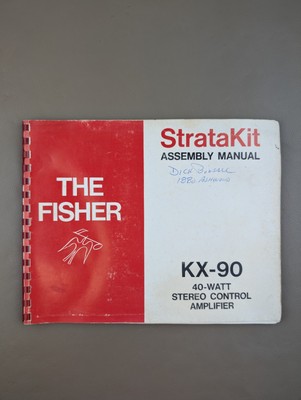 THE
FISHER
StrataKit
ASSEMBLY MANUAL
KX-90
40-WATT
STEREO CONTROL
AMPLIFIER